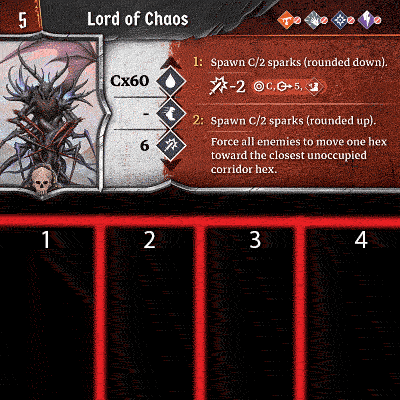 5
Lord of Chaos
Cx60
-
6
1: Spawn C/2 sparks (rounded down).
-2 C, 5,
2: Spawn C/2 sparks (rounded up).
Force all enemies to move one hex
toward the closest unoccupied
corridor hex.
1 2 3 4